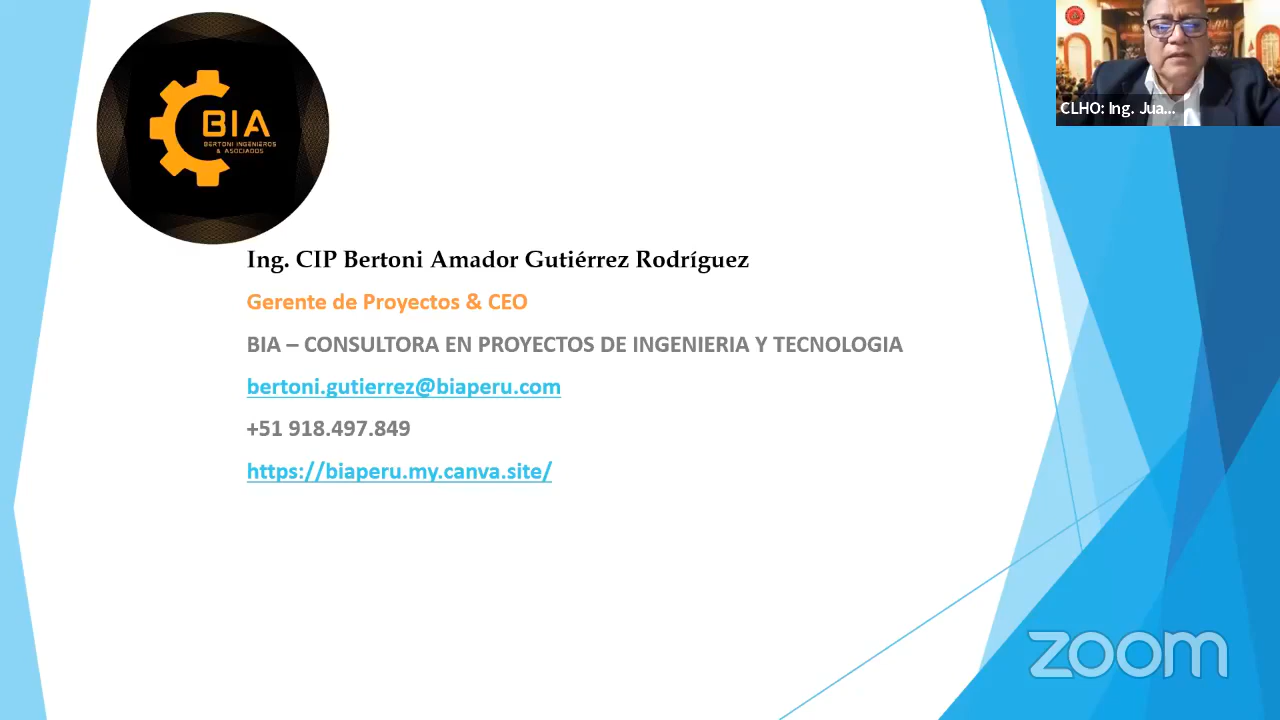 BIA
BERTONI INGENIEROS
& ASOCIADOS
CLHO: Ing. Jua...
Ing. CIP Bertoni Amador Gutiérrez Rodríguez
Gerente de Proyectos & CEO
BIA – CONSULTORA EN PROYECTOS DE INGENIERIA Y TECNOLOGIA
bertoni.gutierrez@biaperu.com
+51 918.497.849
https://biaperu.my.canva.site/
zoom